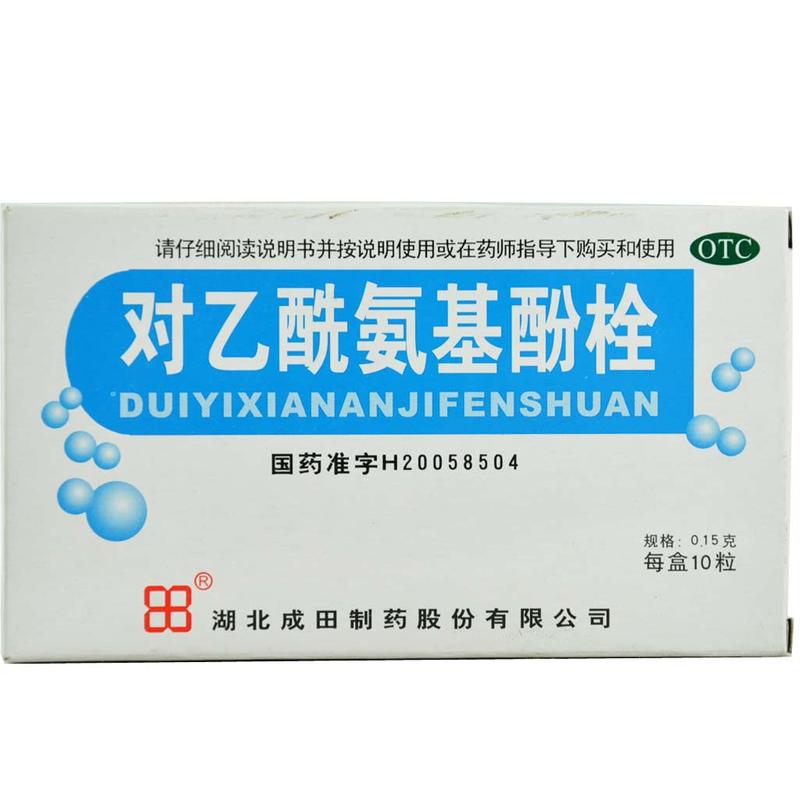 请仔细阅读说明书并按说明使用或在药师指导下购买和使用
OTC
对乙酰氨基酚栓
DUIYIXIANANJIFENSHUAN
国药准字H20058504
规格：0.15克
每盒10粒
®
湖北成田制药股份有限公司